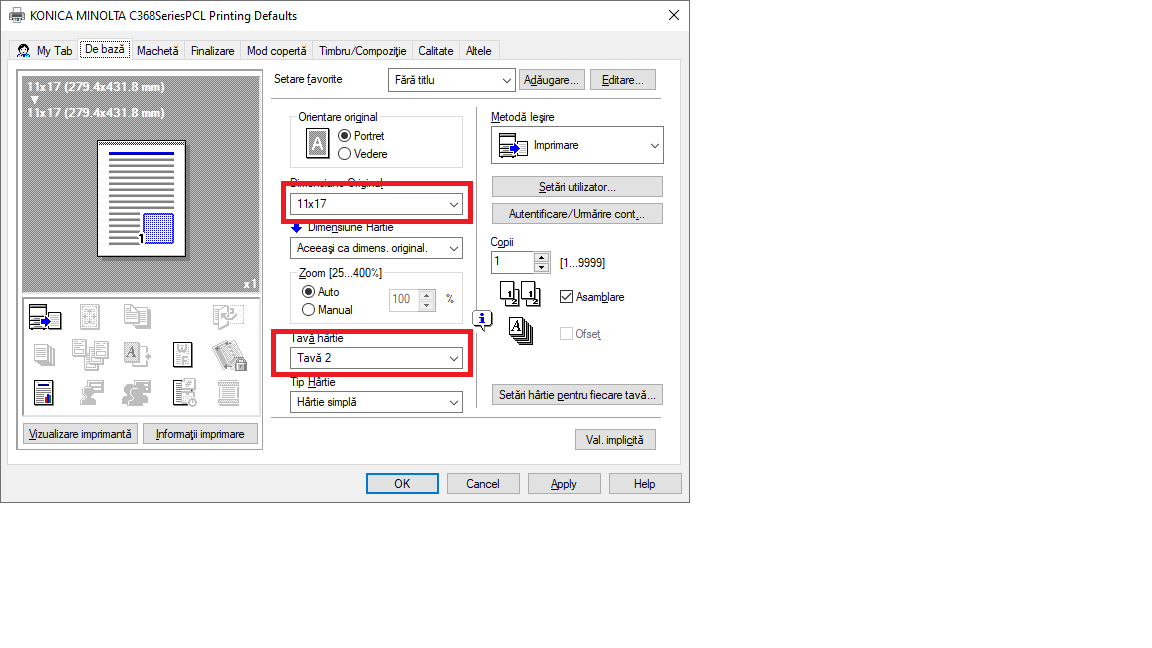 KONICA MINOLTA C368SeriesPCL Printing Defaults
My Tab
De bază
Machetă
Finalizare
Mod copertă
Timbru/Compoziţie
Calitate
Altele
11x17 (279.4x431.8 mm)
11x17 (279.4x431.8 mm)
1
x1
Vizualizare imprimantă
Informaţii imprimare
Setare favorite
Fără titlu
Adăugare...
Editare...
Orientare original
A
Portret
Vedere
Dimensiune Original
11x17
Dimensiune Hârtie
Aceeaşi ca dimens. original.
Zoom [25...400%]
Auto
Manual
100
%
Tavă hârtie
Tavă 2
Tip Hârtie
Hârtie simplă
Metodă Ieşire
Imprimare
Setări utilizator...
Autentificare/Urmărire cont...
Copii
1
[1...9999]
Asamblare
Ofset
Setări hârtie pentru fiecare tavă...
Val. implicită
OK
Cancel
Apply
Help